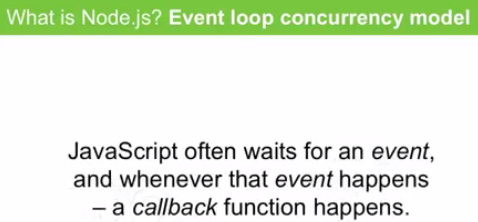 What is Node.js? Event loop concurrency model
JavaScript often waits for an event,
and whenever that event happens
– a callback function happens.